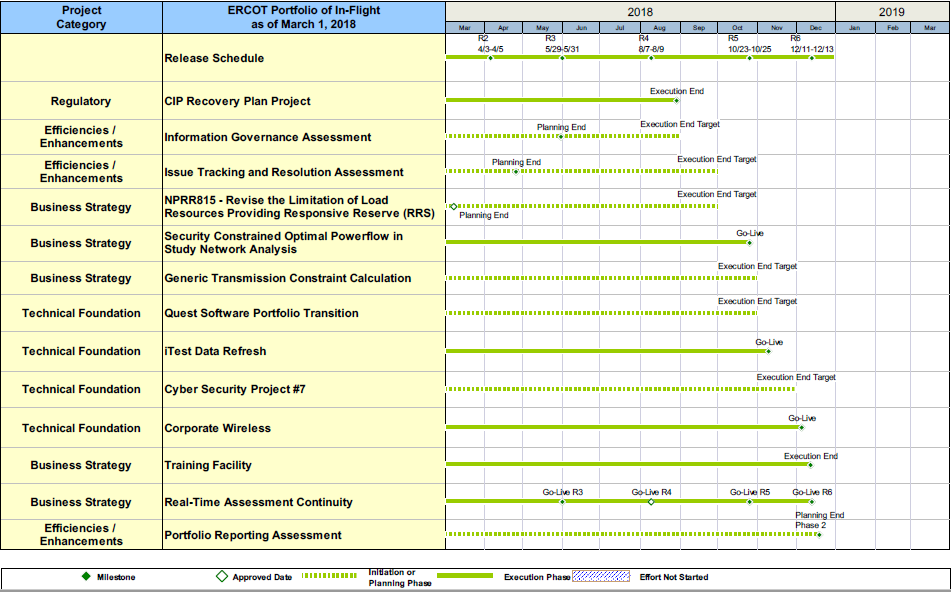 Project
Category
ERCOT Portfolio of In-Flight
as of March 1, 2018
2018
2019
Mar Apr May Jun Jul Aug Sep Oct Nov Dec Jan Feb Mar
Release Schedule
R2
4/3-4/5
R3
5/29-5/31
R4
8/7-8/9
R5
10/23-10/25
R6
12/11-12/13
Regulatory
CIP Recovery Plan Project
Execution End
Efficiencies /
Enhancements
Information Governance Assessment
Planning End
Execution End Target
Efficiencies /
Enhancements
Issue Tracking and Resolution Assessment
Planning End
Execution End Target
Business Strategy
NPRR815 - Revise the Limitation of Load
Resources Providing Responsive Reserve (RRS)
Planning End
Execution End Target
Business Strategy
Security Constrained Optimal Powerflow in
Study Network Analysis
Go-Live
Business Strategy
Generic Transmission Constraint Calculation
Execution End Target
Technical Foundation
Quest Software Portfolio Transition
Execution End Target
Technical Foundation
iTest Data Refresh
Go-Live
Technical Foundation
Cyber Security Project #7
Execution End Target
Technical Foundation
Corporate Wireless
Go-Live
Business Strategy
Training Facility
Execution End
Business Strategy
Real-Time Assessment Continuity
Go-Live R3
Go-Live R4
Go-Live R5
Go-Live R6
Efficiencies /
Enhancements
Portfolio Reporting Assessment
Planning End
Phase 2
Milestone
Approved Date
Initiation or
Planning Phase
Execution Phase
Effort Not Started